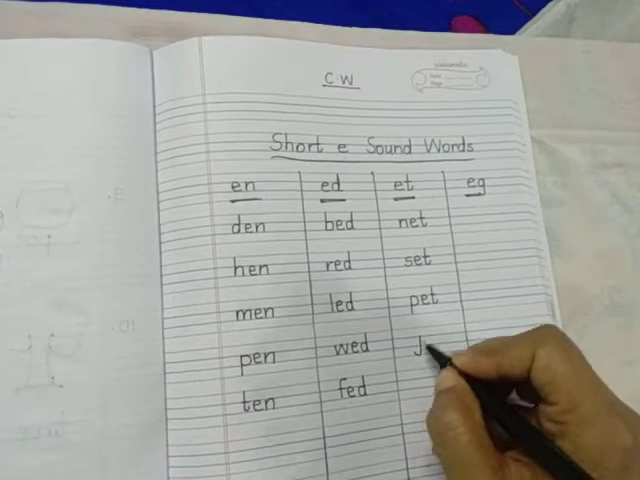 C.W
Short e Sound Words
en ed et eg
den bed net
hen red set
men led pet
pen wed J
ten fed